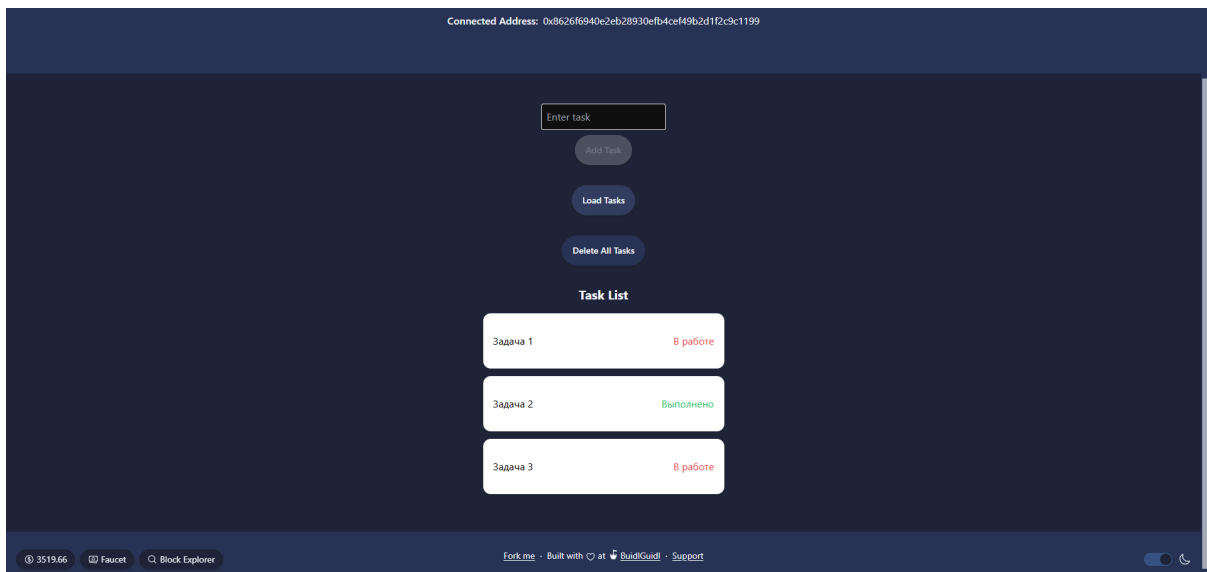 Connected Address: 0x8626f6940e2eb28930efb4cef49b2d1f2c9c1199
Enter task
Add Task
Load Tasks
Delete All Tasks
Task List
Задача 1 В работе
Задача 2 Выполнено
Задача 3 В работе
3519.66 Faucet Block Explorer Fork me · Built with at BuidlGuidl · Support